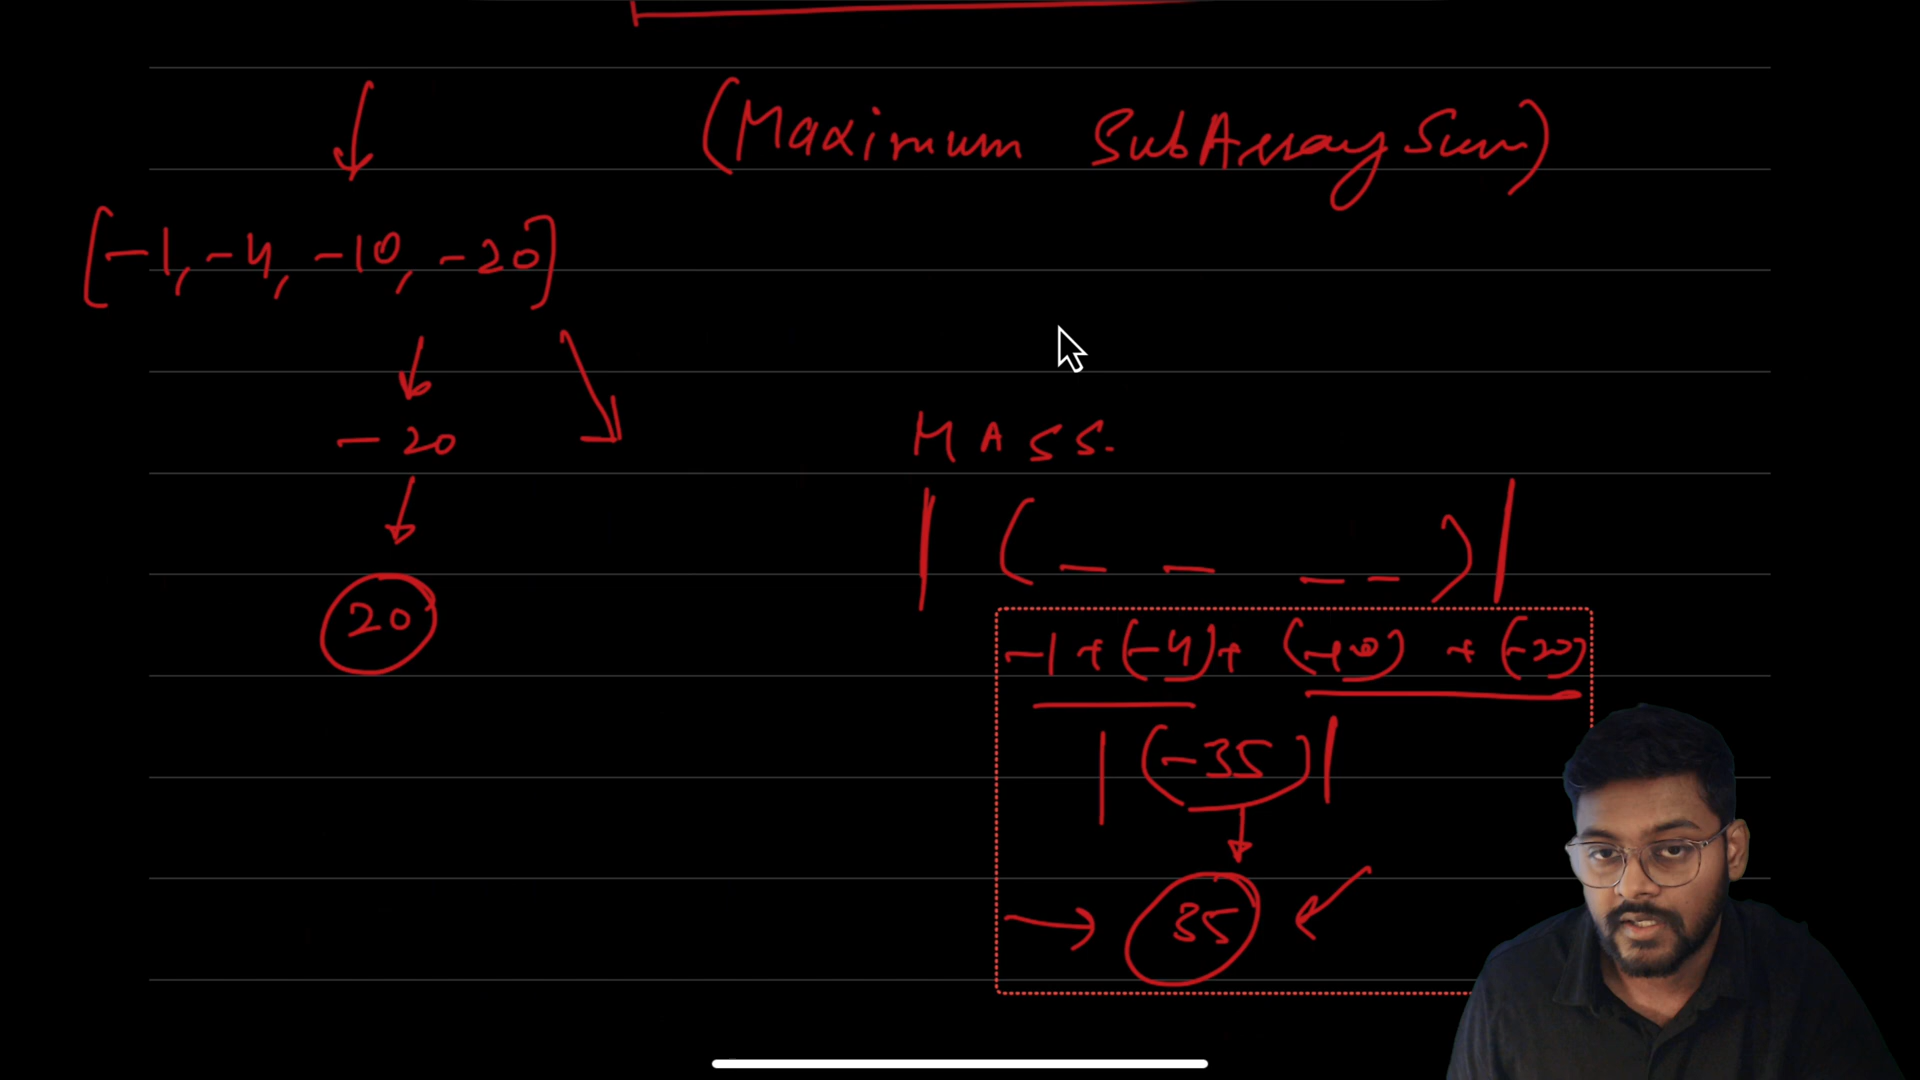 (Maximum SubArray Sum)
[-1, -4, -10, -20]
-20
20
MASS.
| ( _ _ _ _ ) |
-1 + (-4) + (-10) + (-20)
| (-35) |
35